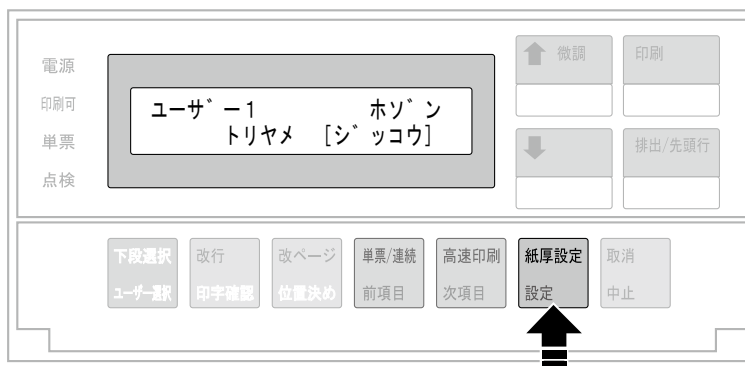 電源
印刷可
単票
点検
ユーザー1 ホゾン
トリヤメ [ジッコウ]
微調
印刷
排出/先頭行
下段選択
ユーザー選択
改行
印字確認
改ページ
位置決め
単票/連続
前項目
高速印刷
次項目
紙厚設定
設定
取消
中止